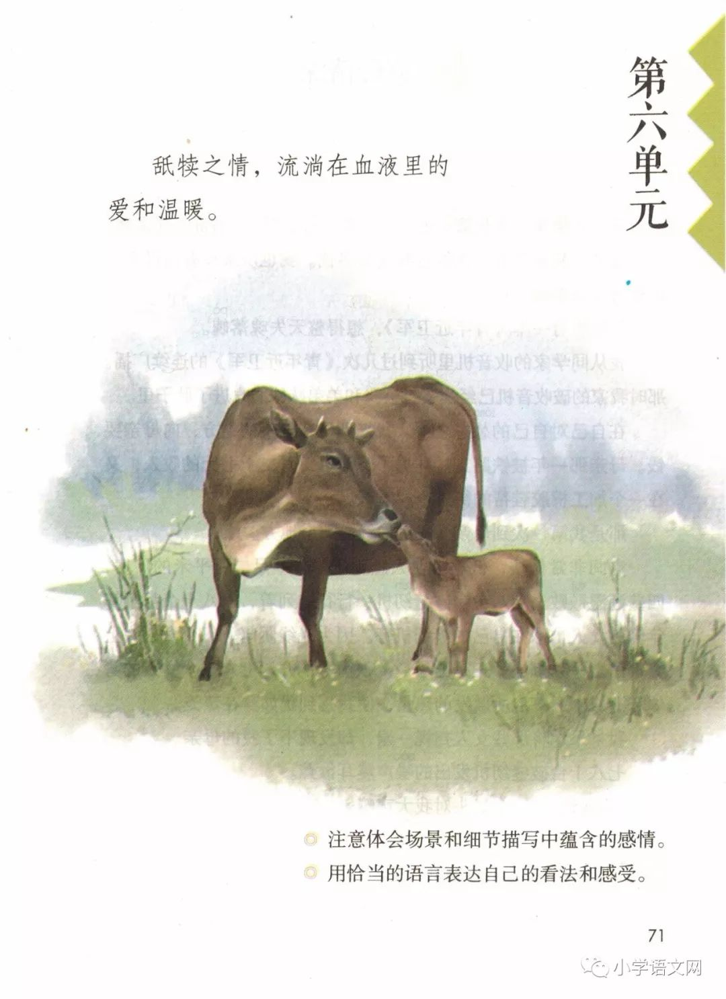 第六单元
舐犊之情，流淌在血液里的
爱和温暖。
注意体会场景和细节描写中蕴含的感情。
用恰当的语言表达自己的看法和感受。
71
小学语文网